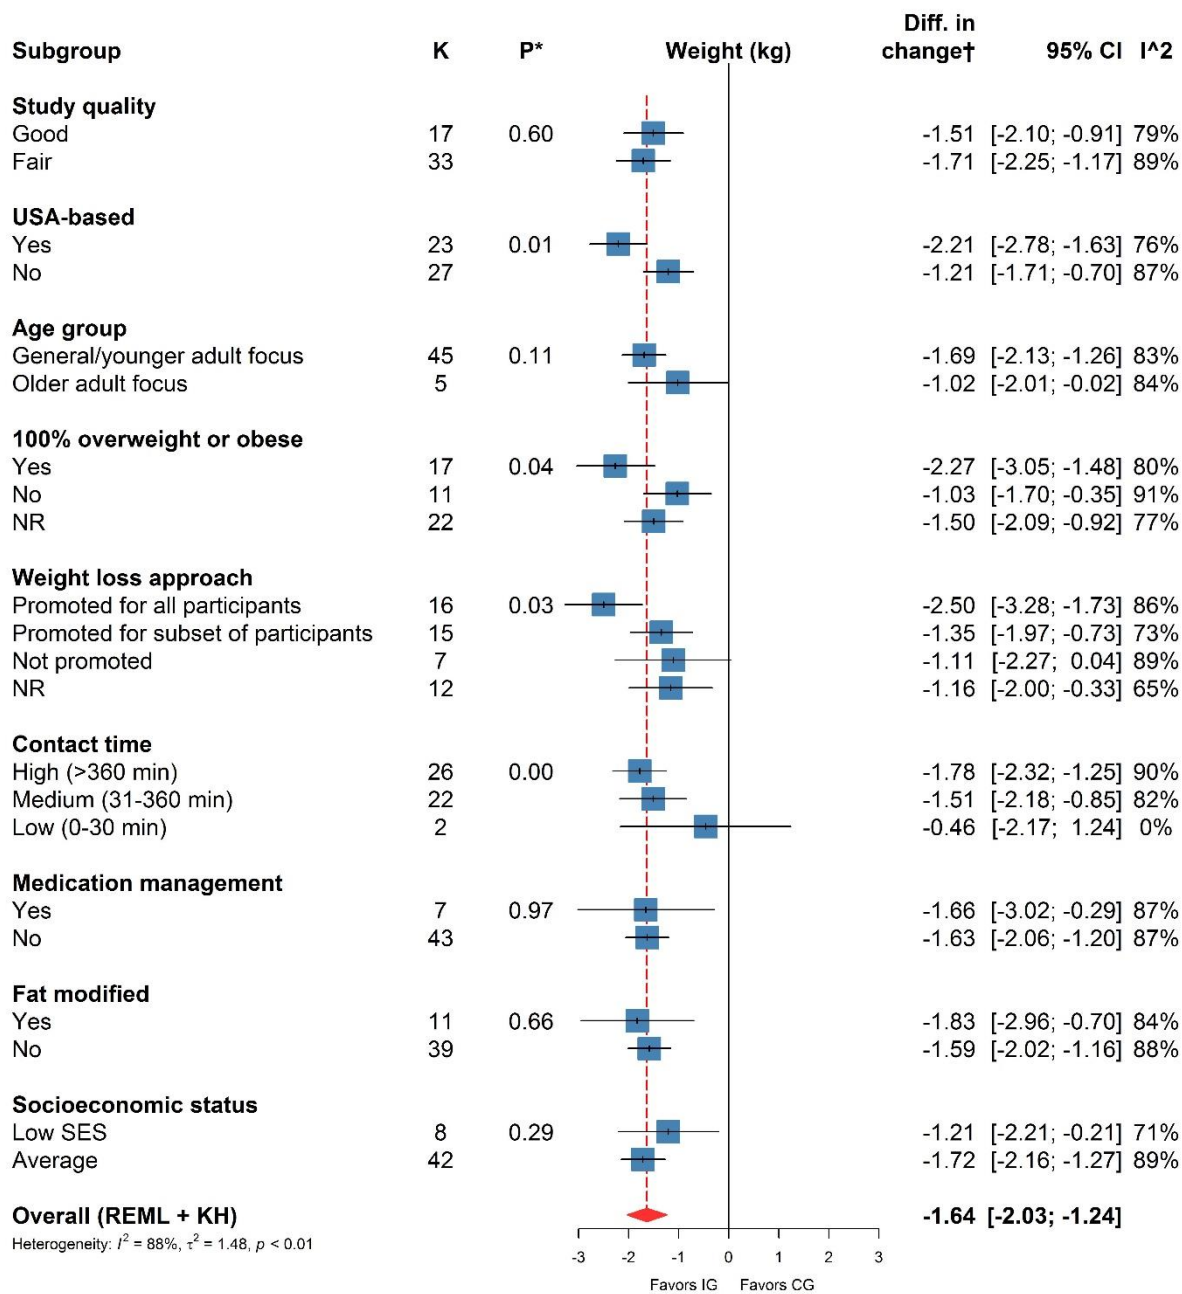 Diff. in
Subgroup K P* Weight (kg) change† 95% CI I^2
Study quality
Good 17 0.60 -1.51 [-2.10; -0.91] 79%
Fair 33 -1.71 [-2.25; -1.17] 89%
USA-based
Yes 23 0.01 -2.21 [-2.78; -1.63] 76%
No 27 -1.21 [-1.71; -0.70] 87%
Age group
General/younger adult focus 45 0.11 -1.69 [-2.13; -1.26] 83%
Older adult focus 5 -1.02 [-2.01; -0.02] 84%
100% overweight or obese
Yes 17 0.04 -2.27 [-3.05; -1.48] 80%
No 11 -1.03 [-1.70; -0.35] 91%
NR 22 -1.50 [-2.09; -0.92] 77%
Weight loss approach
Promoted for all participants 16 0.03 -2.50 [-3.28; -1.73] 86%
Promoted for subset of participants 15 -1.35 [-1.97; -0.73] 73%
Not promoted 7 -1.11 [-2.27; 0.04] 89%
NR 12 -1.16 [-2.00; -0.33] 65%
Contact time
High (>360 min) 26 0.00 -1.78 [-2.32; -1.25] 90%
Medium (31-360 min) 22 -1.51 [-2.18; -0.85] 82%
Low (0-30 min) 2 -0.46 [-2.17; 1.24] 0%
Medication management
Yes 7 0.97 -1.66 [-3.02; -0.29] 87%
No 43 -1.63 [-2.06; -1.20] 87%
Fat modified
Yes 11 0.66 -1.83 [-2.96; -0.70] 84%
No 39 -1.59 [-2.02; -1.16] 88%
Socioeconomic status
Low SES 8 0.29 -1.21 [-2.21; -0.21] 71%
Average 42 -1.72 [-2.16; -1.27] 89%
Overall (REML + KH) -1.64 [-2.03; -1.24]
Heterogeneity: I² = 88%, τ² = 1.48, p < 0.01
-3 -2 -1 0 1 2 3
Favors IG Favors CG